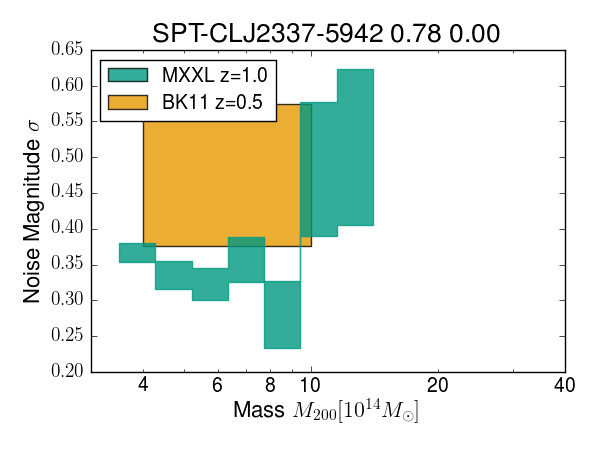 SPT-CLJ2337-5942 0.78 0.00
0.65
0.60
0.55
0.50
0.45
0.40
0.35
0.30
0.25
0.20
Noise Magnitude σ
MXXL z=1.0
BK11 z=0.5
4 6 8 10 20 40
Mass M₂₀₀[10¹⁴M☉]